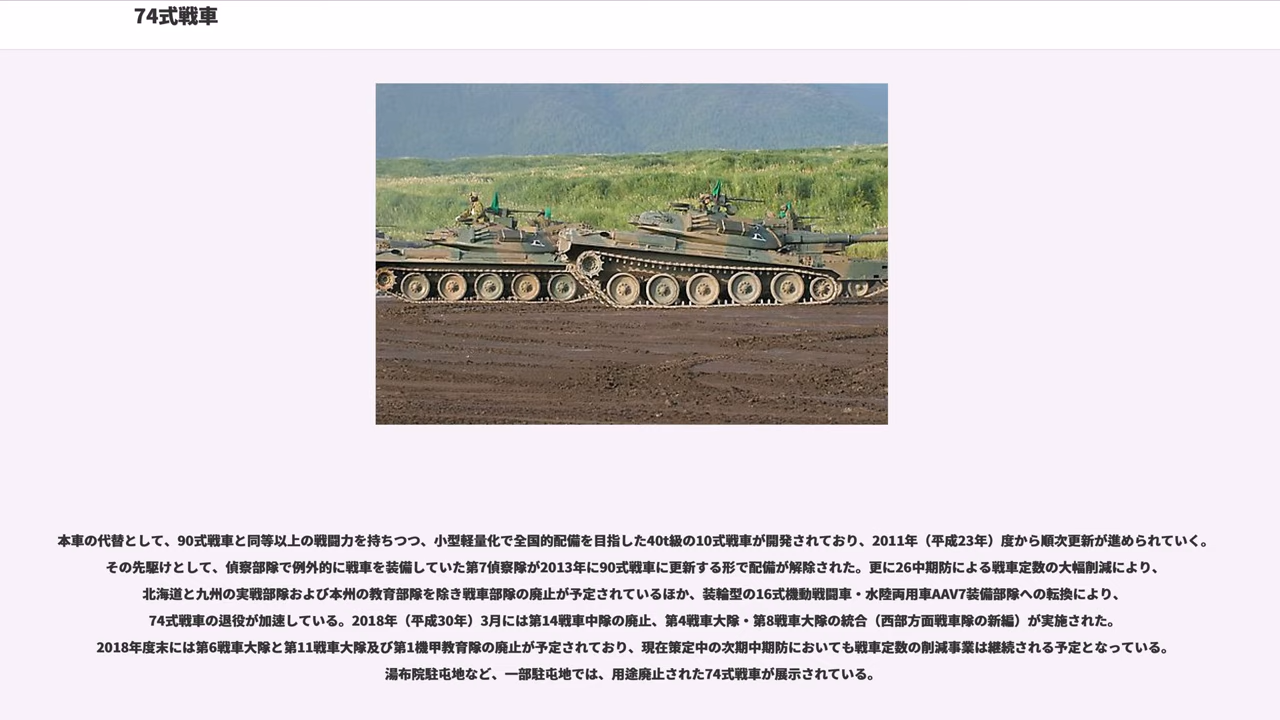 74式戦車
本車の代替として、90式戦車と同等以上の戦闘力を持ちつつ、小型軽量化で全国的配備を目指した40t級の10式戦車が開発されており、2011年（平成23年）度から順次更新が進められていく。
その先駆けとして、偵察部隊で例外的に戦車を装備していた第7偵察隊が2013年に90式戦車に更新する形で配備が解除された。更に26中期防による戦車定数の大幅削減により、
北海道と九州の実戦部隊および本州の教育部隊を除き戦車部隊の廃止が予定されているほか、装輪型の16式機動戦闘車・水陸両用車AAV7装備部隊への転換により、
74式戦車の退役が加速している。2018年（平成30年）3月には第14戦車中隊の廃止、第4戦車大隊・第8戦車大隊の統合（西部方面戦車隊の新編）が実施された。
2018年度末には第6戦車大隊と第11戦車大隊及び第1機甲教育隊の廃止が予定されており、現在策定中の次期中期防においても戦車定数の削減事業は継続される予定となっている。
湯布院駐屯地など、一部駐屯地では、用途廃止された74式戦車が展示されている。